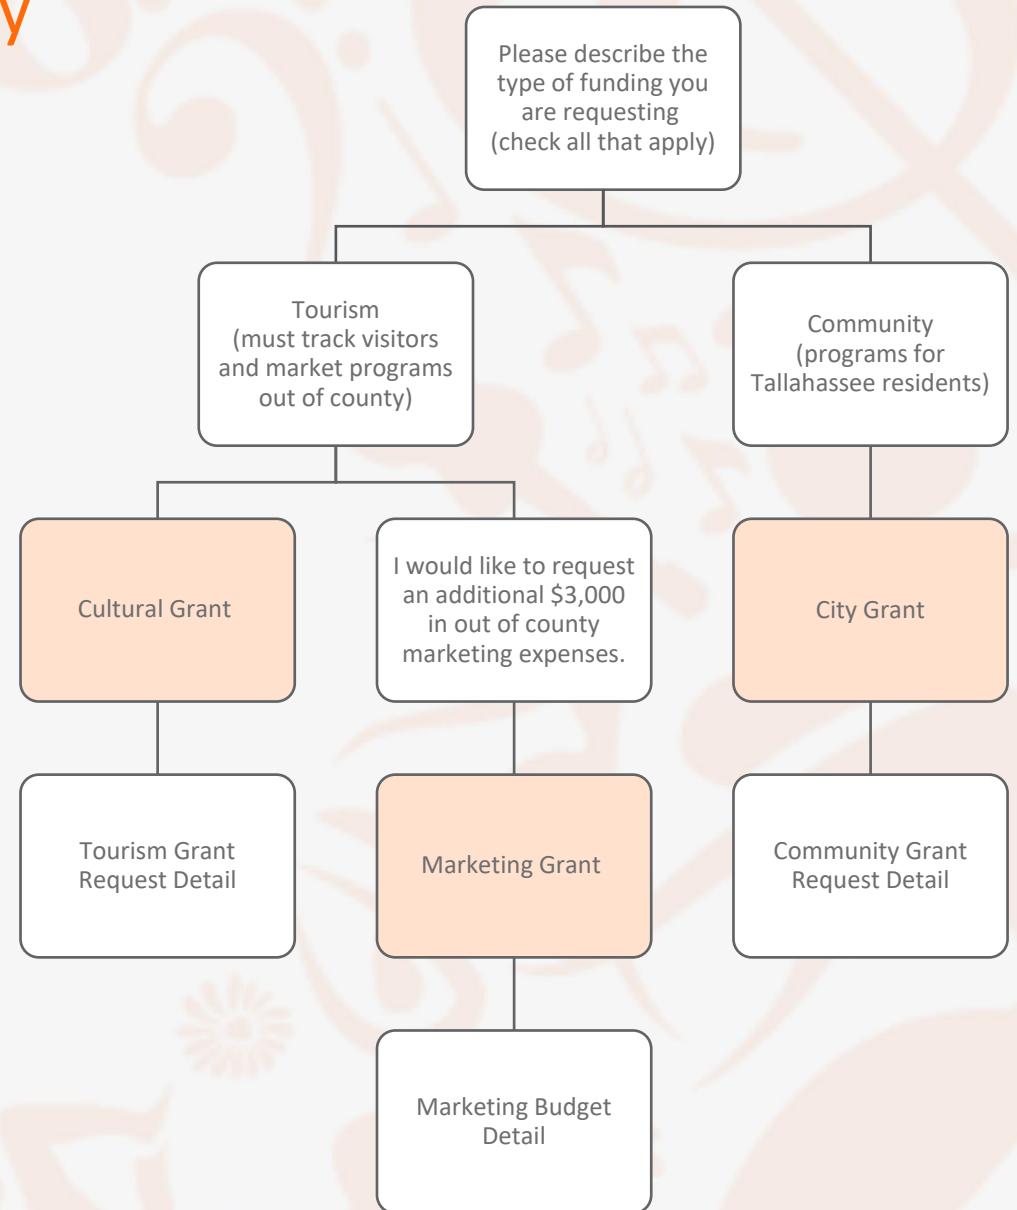 y
Please describe the
type of funding you
are requesting
(check all that apply)
Tourism
(must track visitors
and market programs
out of county)
Community
(programs for
Tallahassee residents)
Cultural Grant
I would like to request
an additional $3,000
in out of county
marketing expenses.
City Grant
Tourism Grant
Request Detail
Marketing Grant
Community Grant
Request Detail
Marketing Budget
Detail